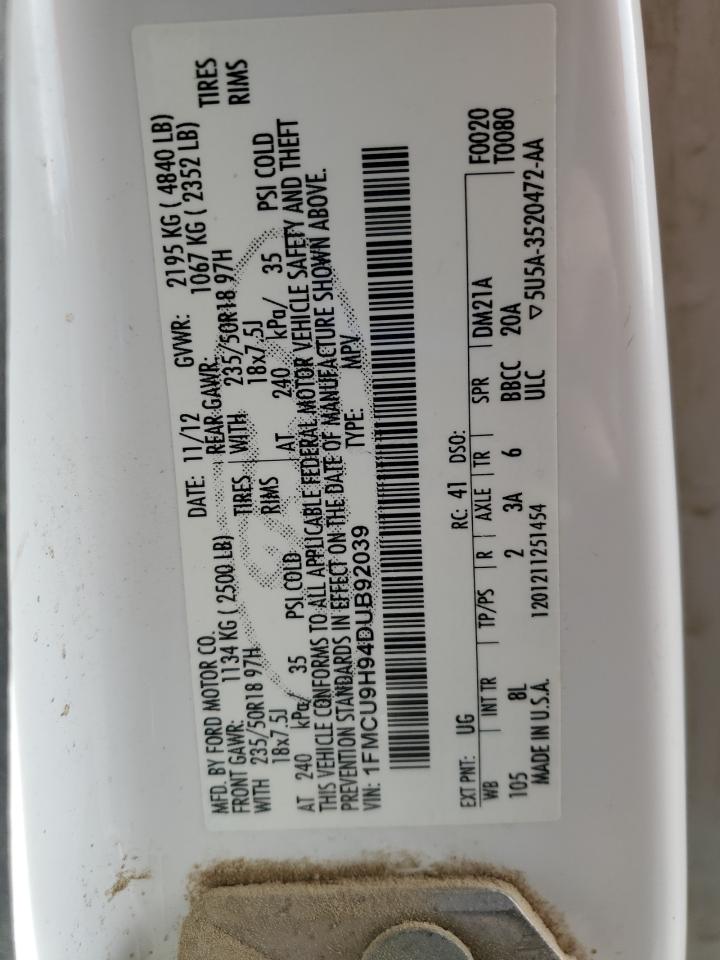 MFD. BY FORD MOTOR CO. DATE: 11/12 GVWR: 2195 KG ( 4840 LB)
FRONT GAWR: 1134 KG ( 2500 LB) REAR GAWR: 1067 KG ( 2352 LB)
WITH 235/50R18 97H TIRES WITH 235/50R18 97H TIRES
18x7.5J RIMS 18x7.5J RIMS
AT 240 kPa/ 35 PSI COLD AT 240 kPa/ 35 PSI COLD
THIS VEHICLE CONFORMS TO ALL APPLICABLE FEDERAL MOTOR VEHICLE SAFETY AND THEFT
PREVENTION STANDARDS IN EFFECT ON THE DATE OF MANUFACTURE SHOWN ABOVE.
VIN: 1FMCU9H94DUB92039 TYPE: MPV
EXT PNT: UG RC: 41 DSO: F0020
WB INT TR TP/PS R AXLE TR SPR DM21A T0080
105 8L 2 3A 6 BBCC 20A
MADE IN U.S.A. 1201211251454 ULC ▽5U5A-3520472-AA